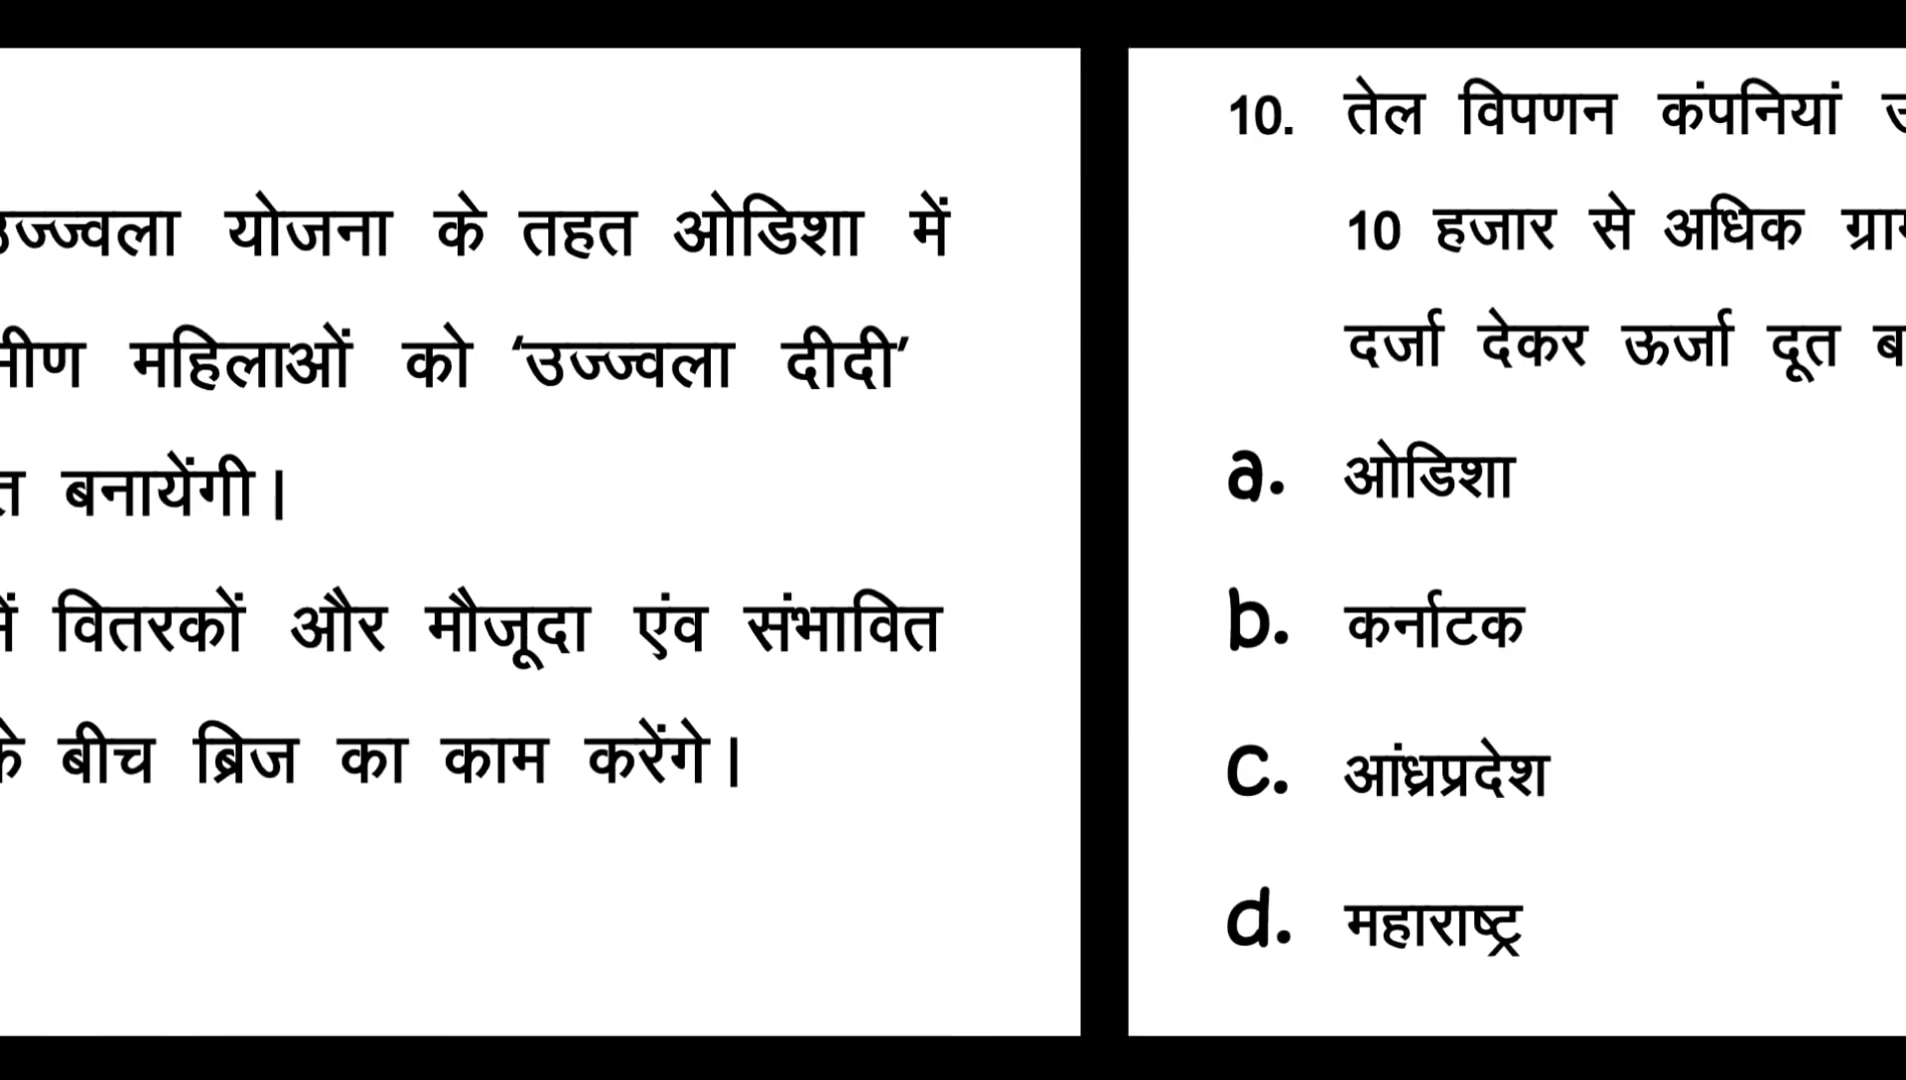 उज्ज्वला योजना के तहत ओडिशा में
महिलाओं को ‘उज्ज्वला दीदी’
बनायेंगी।
वितरकों और मौजूदा एंव संभावित
के बीच ब्रिज का काम करेंगे।
10. तेल विपणन कंपनियां
10 हजार से अधिक
दर्जा देकर ऊर्जा दूत
a. ओडिशा
b. कर्नाटक
c. आंध्रप्रदेश
d. महाराष्ट्र